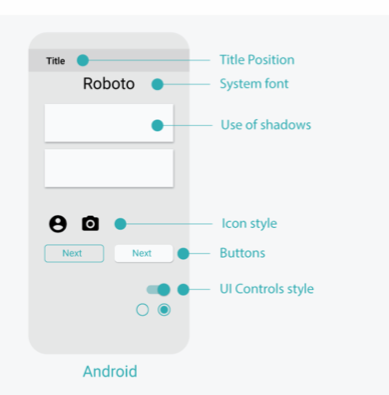 Title
Title Position
Roboto
System font
Use of shadows
Icon style
Next
Next
Buttons
UI Controls style
Android